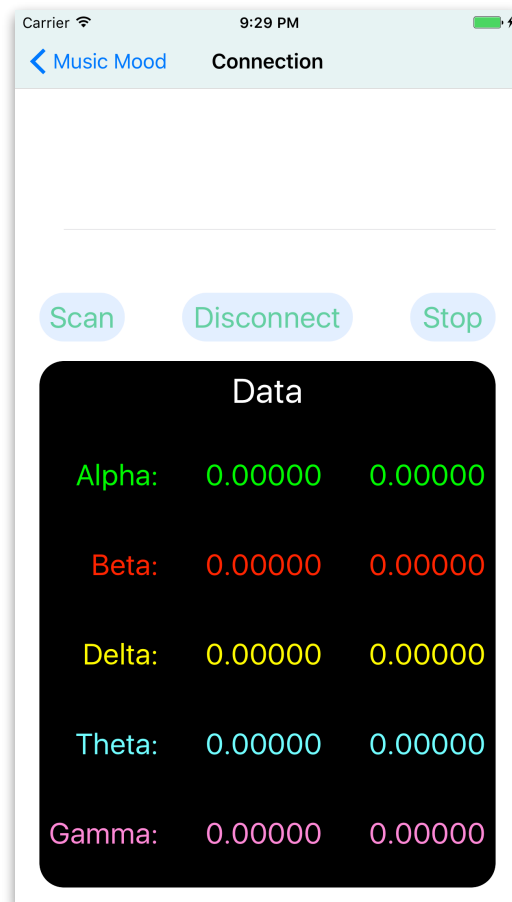 Carrier 9:29 PM
Music Mood Connection
Scan Disconnect Stop
Data
Alpha: 0.00000 0.00000
Beta: 0.00000 0.00000
Delta: 0.00000 0.00000
Theta: 0.00000 0.00000
Gamma: 0.00000 0.00000